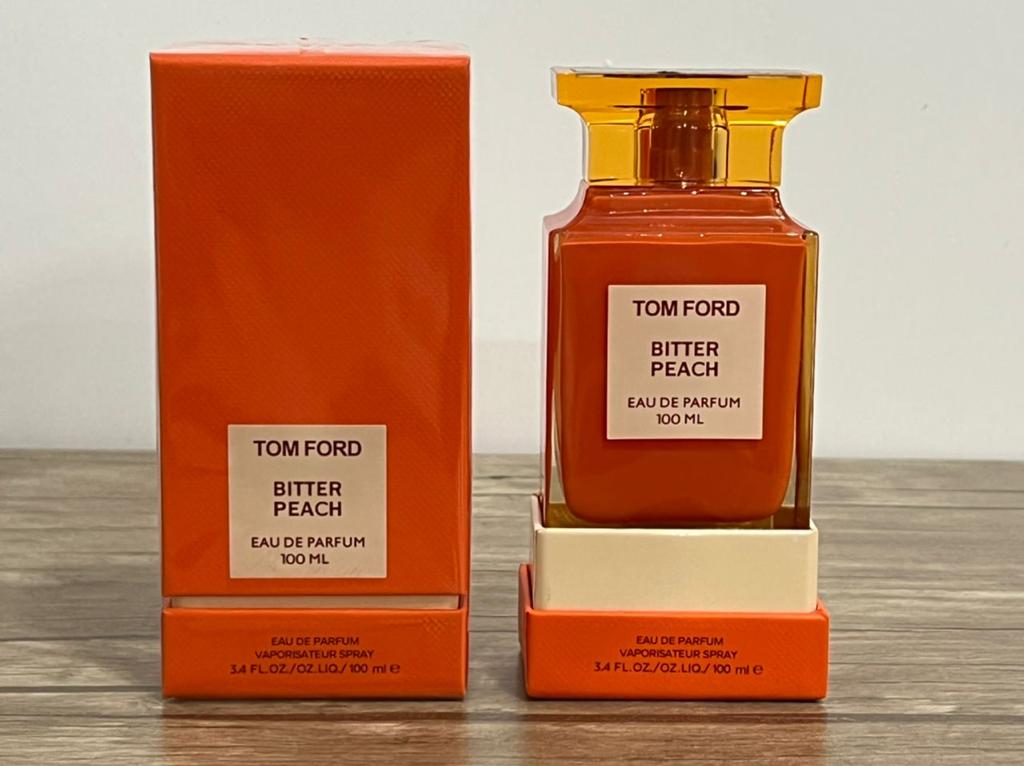 TOM FORD
BITTER
PEACH
EAU DE PARFUM
100 ML
EAU DE PARFUM
VAPORISATEUR SPRAY
3.4 FL.OZ./OZ.LIQ./ 100 ml ℮
TOM FORD
BITTER
PEACH
EAU DE PARFUM
100 ML
EAU DE PARFUM
VAPORISATEUR SPRAY
3.4 FL.OZ./OZ.LIQ./ 100 ml ℮